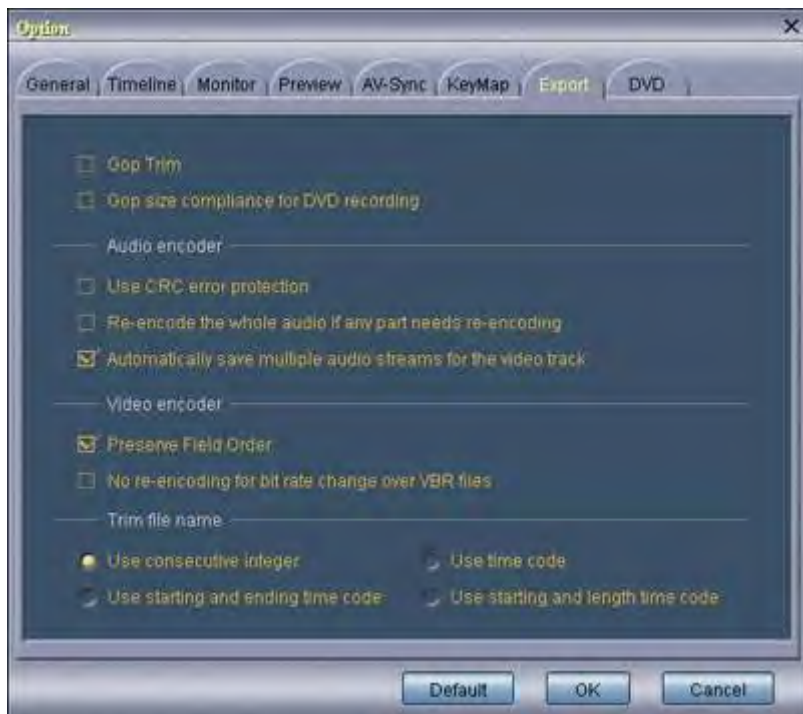 Option
General Timeline Monitor Preview AV-Sync KeyMap Export DVD
Gop Trim
Gop size compliance for DVD recording
Audio encoder
Use CRC error protection
Re-encode the whole audio if any part needs re-encoding
Automatically save multiple audio streams for the video track
Video encoder
Preserve Field Order
No re-encoding for bit rate change over VBR files
Trim file name
Use consecutive integer Use time code
Use starting and ending time code Use starting and length time code
Default OK Cancel